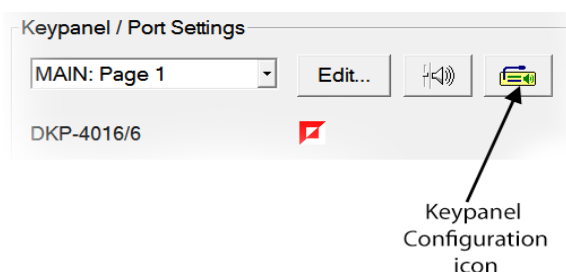 Keypanel / Port Settings
MAIN: Page 1
Edit...
DKP-4016/6
Keypanel
Configuration
icon